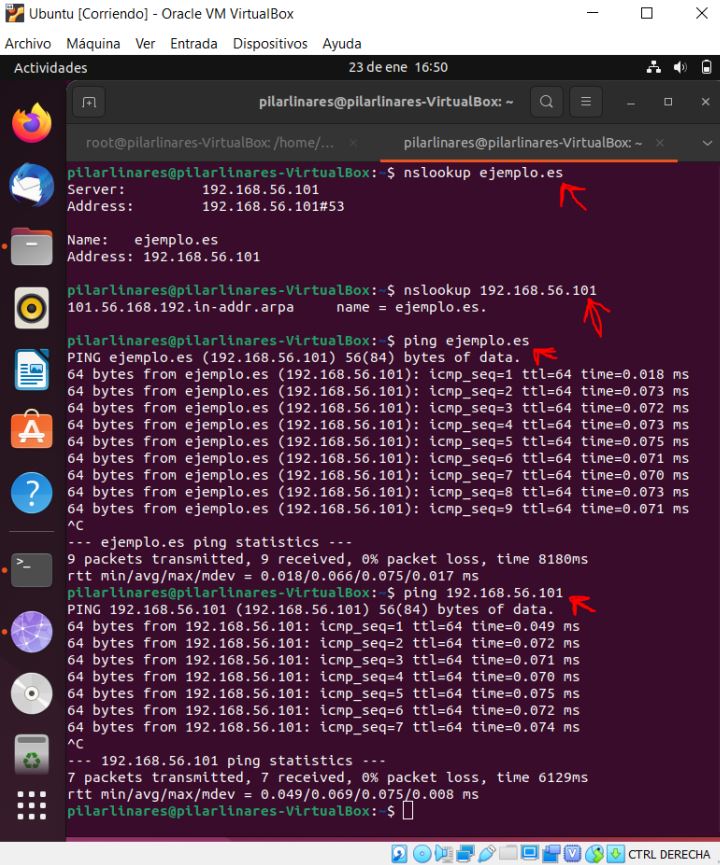 Ubuntu [Corriendo] - Oracle VM VirtualBox
Archivo Máquina Ver Entrada Dispositivos Ayuda
Actividades 23 de ene 16:50
pilarlinares@pilarlinares-VirtualBox: ~
root@pilarlinares-VirtualBox: /home/... pilarlinares@pilarlinares-VirtualBox: ~
pilarlinares@pilarlinares-VirtualBox:~$ nslookup ejemplo.es
Server: 192.168.56.101
Address: 192.168.56.101#53
Name: ejemplo.es
Address: 192.168.56.101
pilarlinares@pilarlinares-VirtualBox:~$ nslookup 192.168.56.101
101.56.168.192.in-addr.arpa name = ejemplo.es.
pilarlinares@pilarlinares-VirtualBox:~$ ping ejemplo.es
PING ejemplo.es (192.168.56.101) 56(84) bytes of data.
64 bytes from ejemplo.es (192.168.56.101): icmp_seq=1 ttl=64 time=0.018 ms
64 bytes from ejemplo.es (192.168.56.101): icmp_seq=2 ttl=64 time=0.073 ms
64 bytes from ejemplo.es (192.168.56.101): icmp_seq=3 ttl=64 time=0.072 ms
64 bytes from ejemplo.es (192.168.56.101): icmp_seq=4 ttl=64 time=0.073 ms
64 bytes from ejemplo.es (192.168.56.101): icmp_seq=5 ttl=64 time=0.075 ms
64 bytes from ejemplo.es (192.168.56.101): icmp_seq=6 ttl=64 time=0.071 ms
64 bytes from ejemplo.es (192.168.56.101): icmp_seq=7 ttl=64 time=0.070 ms
64 bytes from ejemplo.es (192.168.56.101): icmp_seq=8 ttl=64 time=0.073 ms
64 bytes from ejemplo.es (192.168.56.101): icmp_seq=9 ttl=64 time=0.071 ms
^C
--- ejemplo.es ping statistics ---
9 packets transmitted, 9 received, 0% packet loss, time 8180ms
rtt min/avg/max/mdev = 0.018/0.066/0.075/0.017 ms
pilarlinares@pilarlinares-VirtualBox:~$ ping 192.168.56.101
PING 192.168.56.101 (192.168.56.101) 56(84) bytes of data.
64 bytes from 192.168.56.101: icmp_seq=1 ttl=64 time=0.049 ms
64 bytes from 192.168.56.101: icmp_seq=2 ttl=64 time=0.072 ms
64 bytes from 192.168.56.101: icmp_seq=3 ttl=64 time=0.071 ms
64 bytes from 192.168.56.101: icmp_seq=4 ttl=64 time=0.070 ms
64 bytes from 192.168.56.101: icmp_seq=5 ttl=64 time=0.075 ms
64 bytes from 192.168.56.101: icmp_seq=6 ttl=64 time=0.072 ms
64 bytes from 192.168.56.101: icmp_seq=7 ttl=64 time=0.074 ms
^C
--- 192.168.56.101 ping statistics ---
7 packets transmitted, 7 received, 0% packet loss, time 6129ms
rtt min/avg/max/mdev = 0.049/0.069/0.075/0.008 ms
pilarlinares@pilarlinares-VirtualBox:~$
CTRL DERECHA